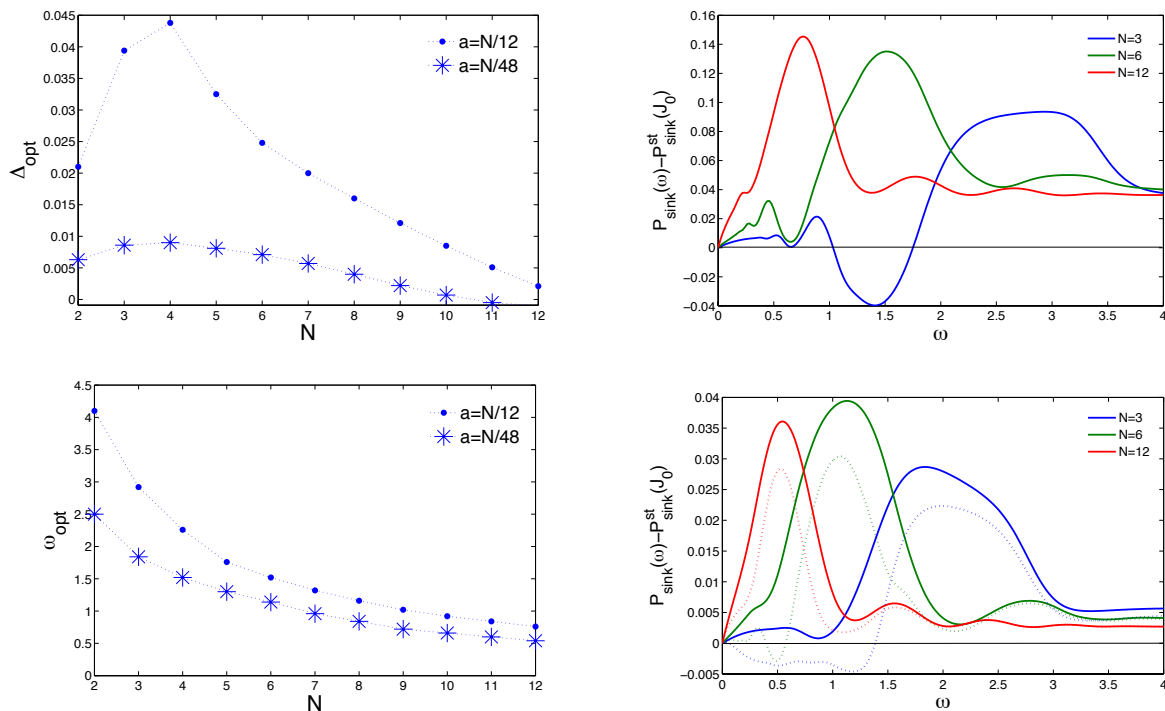 0.045
0.04
0.035
0.03
0.025
0.02
0.015
0.01
0.005
0
Δopt
2 3 4 5 6 7 8 9 10 11 12
N
a=N/12
a=N/48
0.16
0.14
0.12
0.1
0.08
0.06
0.04
0.02
0
−0.02
−0.04
P_sink(ω)−P^st_sink(J_0)
0 0.5 1 1.5 2 2.5 3 3.5 4
ω
N=3
N=6
N=12
4.5
4
3.5
3
2.5
2
1.5
1
0.5
0
ω_opt
2 3 4 5 6 7 8 9 10 11 12
N
a=N/12
a=N/48
0.04
0.035
0.03
0.025
0.02
0.015
0.01
0.005
0
−0.005
P_sink(ω)−P^st_sink(J_0)
0 0.5 1 1.5 2 2.5 3 3.5 4
ω
N=3
N=6
N=12